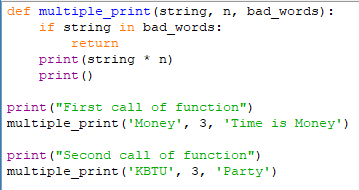 def multiple_print(string, n, bad_words):
    if string in bad_words:
        return
    print(string * n)
    print()

print("First call of function")
multiple_print('Money', 3, 'Time is Money')

print("Second call of function")
multiple_print('KBTU', 3, 'Party')